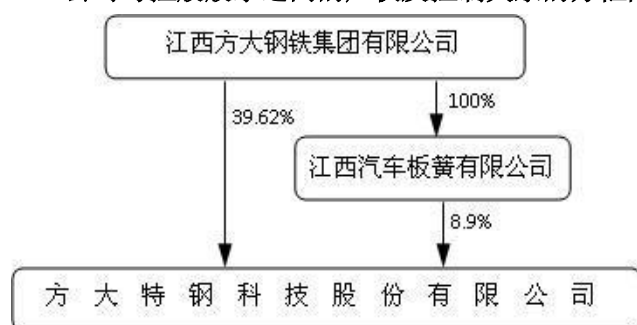 江西方大钢铁集团有限公司
39.62%
100%
江西汽车板簧有限公司
8.9%
方大特钢科技股份有限公司